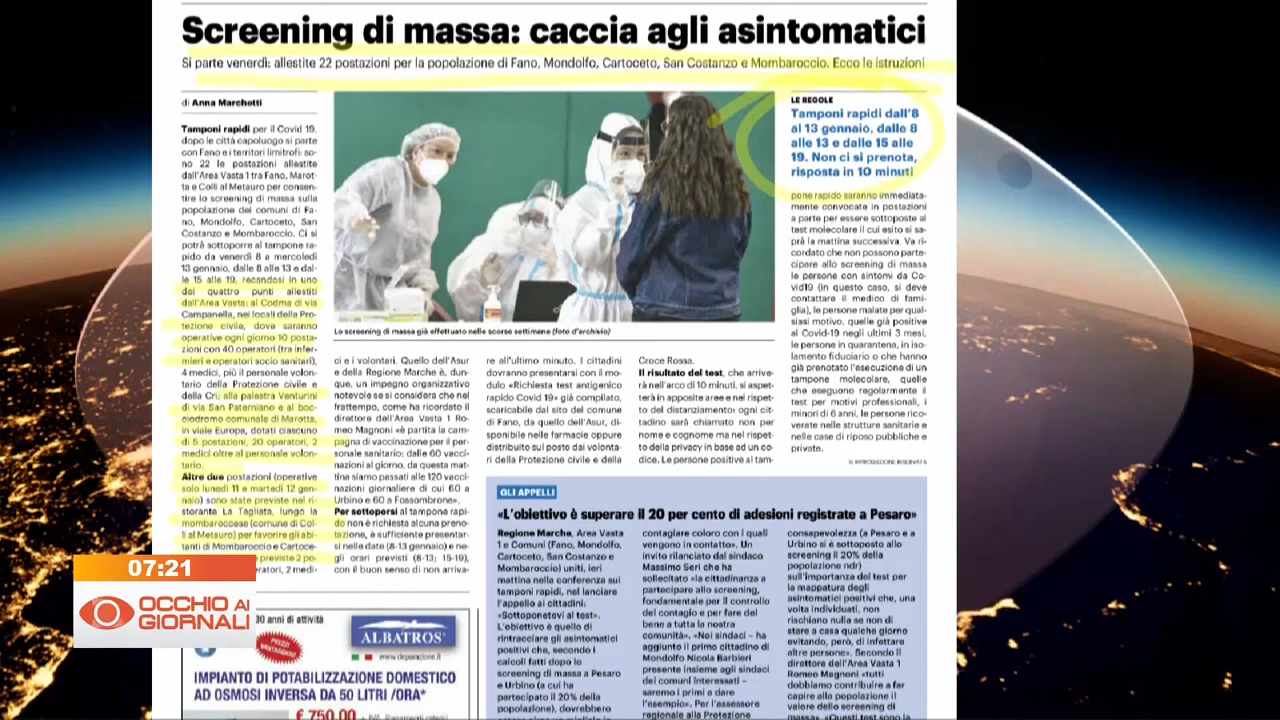 Screening di massa: caccia agli asintomatici
Si parte venerdì: allestite 22 postazioni per la popolazione di Fano, Mondolfo, Cartoceto, San Costanzo e Mombaroccio. Ecco le istruzioni
di Anna Marchetti
Tamponi rapidi per il Covid 19,
dopo le città capoluogo si parte
con Fano e i territori limitrofi: so-
no 22 le postazioni allestite
dall'Area Vasta 1 tra Fano, Marot-
ta e Colli al Metauro per consen-
tire lo screening di massa sulla
popolazione dei comuni di Fa-
no, Mondolfo, Cartoceto, San
Costanzo e Mombaroccio. Ci si
potrà sottoporre al tampone ra-
pido da venerdì 8 a mercoledì
13 gennaio, dalle 8 alle 13 e dal-
le 15 alle 19, recandosi in uno
dei quattro punti allestiti
dall'Area Vasta: al Codma di via
Campanella, nei locali della Pro-
tezione civile, dove saranno
operative ogni giorno 10 posta-
zioni con 40 operatori (tra infer-
mieri e operatori socio sanitari),
4 medici, più il personale volon-
tario della Protezione civile e
della Cri; alla palestra Venturini
di via San Paterniano e al boc-
ciodromo comunale di Marotta,
in viale Europa, dotati ciascuno
di 5 postazioni, 20 operatori, 2
medici oltre al personale volon-
tario.
Altre due postazioni (operative
solo lunedì 11 e martedì 12 gen-
naio) sono state previste nel ri-
storante La Tagliata, lungo la
mombaroccese (comune di Col-
li al Metauro) per favorire gli abi-
tanti di Mombaroccio e Cartoce-
previste 2 po-
ratori, 2 medi-
Lo screening di massa già effettuato nelle scorse settimane (foto d'archivio)
ci e i volontari. Quello dell'Asur
e della Regione Marche è, dun-
que, un impegno organizzativo
notevole se si considera che nel
frattempo, come ha ricordato il
direttore dell'Area Vasta 1 Ro-
meo Magnoni «è partita la cam-
pagna di vaccinazione per il per-
sonale sanitario: dalle 60 vacci-
nazioni al giorno, da questa mat-
tina siamo passati alle 120 vacci-
nazioni giornaliere di cui 60 a
Urbino e 60 a Fossombrone».
Per sottoporsi al tampone rapi-
do non è richiesta alcuna preno-
tazione, è sufficiente presentar-
si nelle date (8-13 gennaio) e ne-
gli orari previsti (8-13; 15-19),
con il buon senso di non arriva-
re all'ultimo minuto. I cittadini
dovranno presentarsi con il mo-
dulo «Richiesta test antigenico
rapido Covid 19» già compilato,
scaricabile dal sito del comune
di Fano, da quello dell'Asur, di-
sponibile nelle farmacie oppure
distribuito sul posto dai volonta-
ri della Protezione civile e della
Croce Rossa.
Il risultato del test, che arrive-
rà nell'arco di 10 minuti, si aspet-
terà in apposite aree e nel rispet-
to del distanziamento: ogni cit-
tadino sarà chiamato non per
nome e cognome ma nel rispet-
to della privacy in base ad un co-
dice. Le persone positive al tam-
LE REGOLE
Tamponi rapidi dall'8
al 13 gennaio, dalle 8
alle 13 e dalle 15 alle
19. Non ci si prenota,
risposta in 10 minuti
pone rapido saranno immediata-
mente convocate in postazioni
a parte per essere sottoposte al
test molecolare il cui esito si sa-
prà la mattina successiva. Va ri-
cordato che non possono parte-
cipare allo screening di massa
le persone con sintomi da Co-
vid19 (in questo caso, si deve
contattare il medico di fami-
glia), le persone malate per qual-
siasi motivo, quelle già positive
al Covid-19 negli ultimi 3 mesi,
le persone in quarantena, in iso-
lamento fiduciario o che hanno
già prenotato l'esecuzione di un
tampone molecolare, quelle
che eseguono regolarmente il
test per motivi professionali, i
minori di 6 anni, le persone rico-
verate nelle strutture sanitarie e
nelle case di riposo pubbliche e
private.
© RIPRODUZIONE RISERVATA
GLI APPELLI
«L'obiettivo è superare il 20 per cento di adesioni registrate a Pesaro»
Regione Marche, Area Vasta
1 e Comuni (Fano, Mondolfo,
Cartoceto, San Costanzo e
Mombaroccio) uniti, ieri
mattina nella conferenza sui
tamponi rapidi, nel lanciare
l'appello ai cittadini:
«Sottoponetevi al test».
L'obiettivo è quello di
rintracciare gli asintomatici
positivi che, secondo i
calcoli fatti dopo lo
screening di massa a Pesaro
e Urbino (a cui ha
partecipato il 20% della
popolazione), dovrebbero
contagiare coloro con i quali
vengono in contatto». Un
invito rilanciato dal sindaco
Massimo Seri che ha
sollecitato «la cittadinanza a
partecipare allo screening,
fondamentale per il controllo
del contagio e per fare del
bene a tutta la nostra
comunità». «Noi sindaci – ha
aggiunto il primo cittadino di
Mondolfo Nicola Barbieri
presente insieme agli sindaci
dei comuni interessati –
saremo i primi a dare
l'esempio». Per l'assessore
regionale alla Protezione
consapevolezza (a Pesaro e a
Urbino si è sottoposto allo
screening il 20% della
popolazione ndr)
sull'importanza del test per
la mappatura degli
asintomatici positivi che, una
volta individuati, non
rischiano nulla se non di
stare a casa qualche giorno
evitando, però, di infettare
altre persone». Secondo il
direttore dell'Area Vasta 1
Romeo Magnoni «tutti
dobbiamo contribuire a far
capire alla popolazione il
valore dello screening di
massa». «Questi test sono la
07:21
OCCHIO AI
GIORNALI
30 anni di attività
PREZZI
VANTAGGIOSI
ALBATROS
www.depurazione.it
IMPIANTO DI POTABILIZZAZIONE DOMESTICO
AD OSMOSI INVERSA DA 50 LITRI /ORA*
€ 750,00